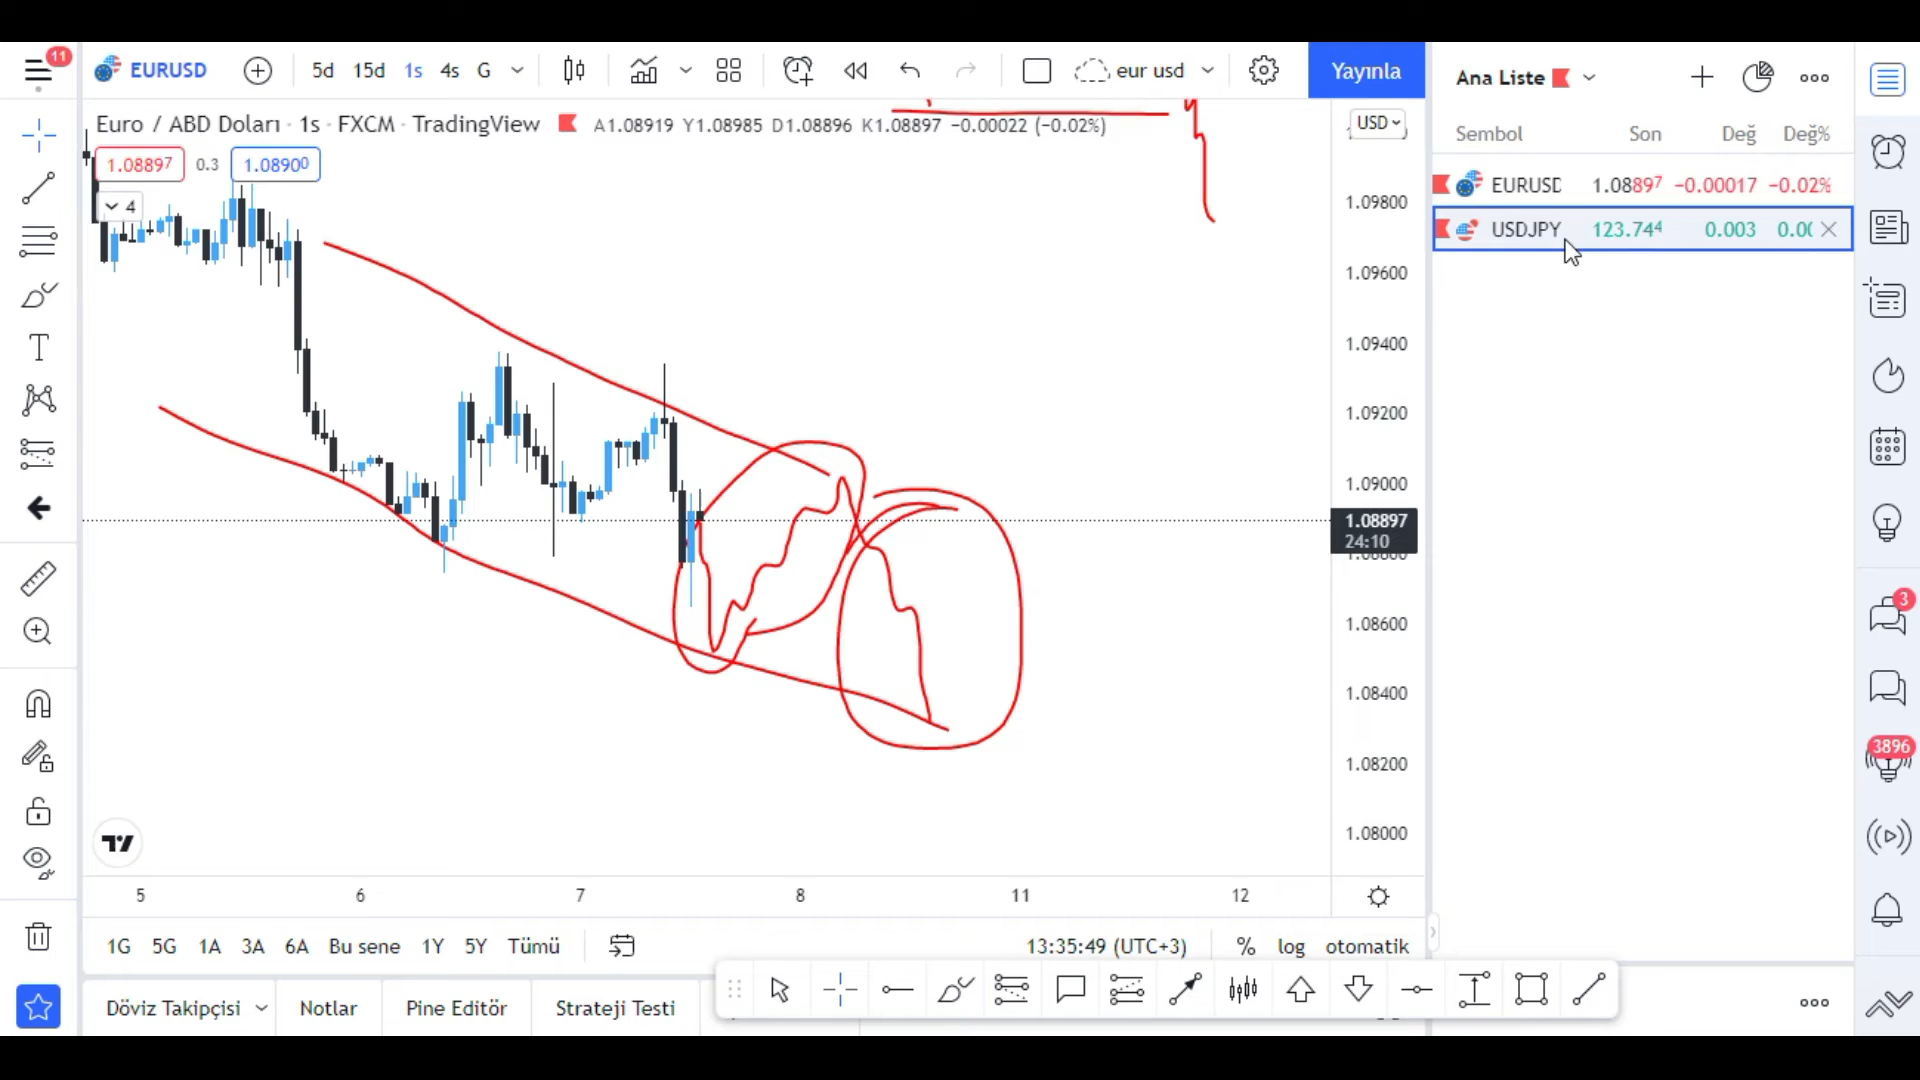 11
EURUSD
5d 15d 1s 4s G
eur usd
Yayınla
Ana Liste
Euro / ABD Doları · 1s · FXCM · TradingView
A1.08919 Y1.08985 D1.08896 K1.08897 −0.00022 (−0.02%)
USD
Sembol Son Değ Değ%
1.08897 0.3 1.08900
4
EURUSD 1.08897 −0.00017 −0.02%
USDJPY 123.744 0.003 0.00
1.09800
1.09600
1.09400
1.09200
1.09000
1.08897
24:10
1.08600
1.08400
1.08200
1.08000
3
3896
5 6 7 8 11 12
1G 5G 1A 3A 6A Bu sene 1Y 5Y Tümü
13:35:49 (UTC+3) % log otomatik
Döviz Takipçisi Notlar Pine Editör Strateji Testi